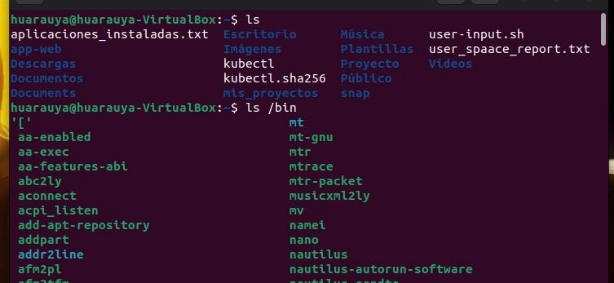 huarauya@huarauya-VirtualBox:~$ ls
aplicaciones_instaladas.txt Escritorio Música user-input.sh
app-web Imágenes Plantillas user_spaace_report.txt
Descargas kubectl Proyecto Vídeos
Documentos kubectl.sha256 Público
Documents mis_proyectos snap
huarauya@huarauya-VirtualBox:~$ ls /bin
'[' mt
aa-enabled mt-gnu
aa-exec mtr
aa-features-abi mtrace
abc2ly mtr-packet
aconnect musicxml2ly
acpi_listen mv
add-apt-repository namei
addpart nano
addr2line nautilus
afm2pl nautilus-autorun-software